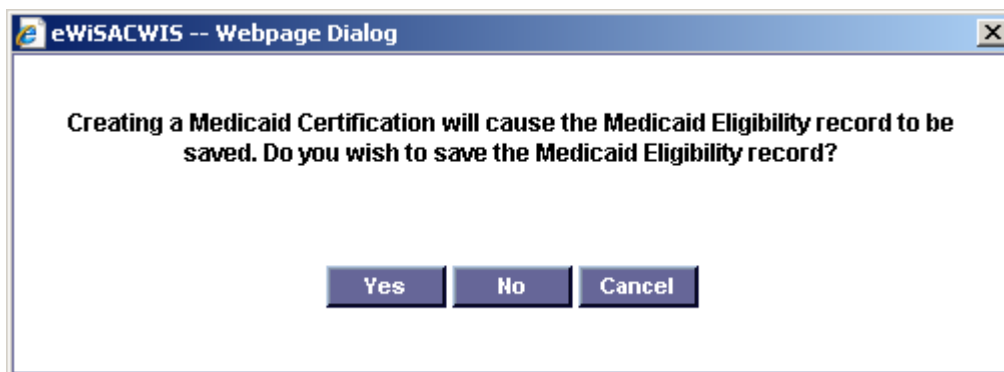 eWiSACWIS -- Webpage Dialog
Creating a Medicaid Certification will cause the Medicaid Eligibility record to be
saved. Do you wish to save the Medicaid Eligibility record?
Yes No Cancel